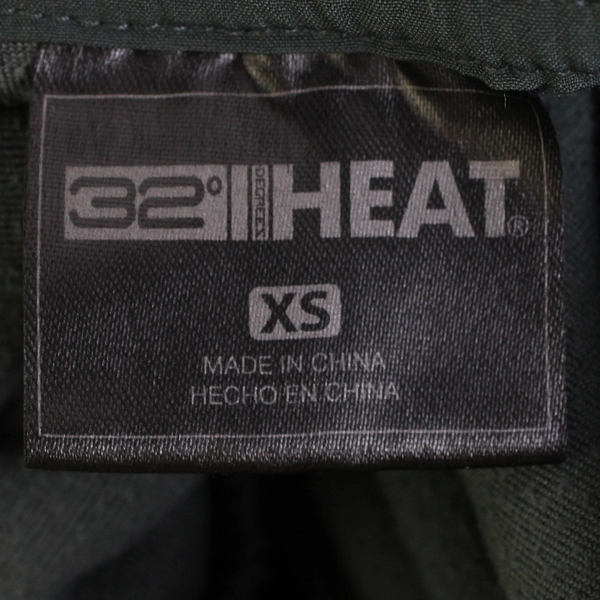 32° DEGREES HEAT®
XS
MADE IN CHINA
HECHO EN CHINA